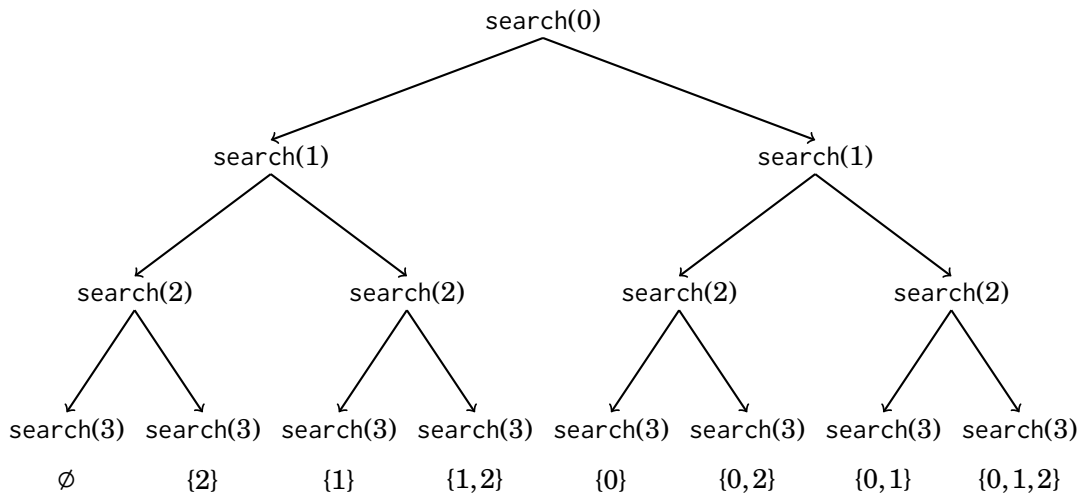 search(0)
search(1) search(1)
search(2) search(2) search(2) search(2)
search(3) search(3) search(3) search(3) search(3) search(3) search(3) search(3)
∅ {2} {1} {1,2} {0} {0,2} {0,1} {0,1,2}